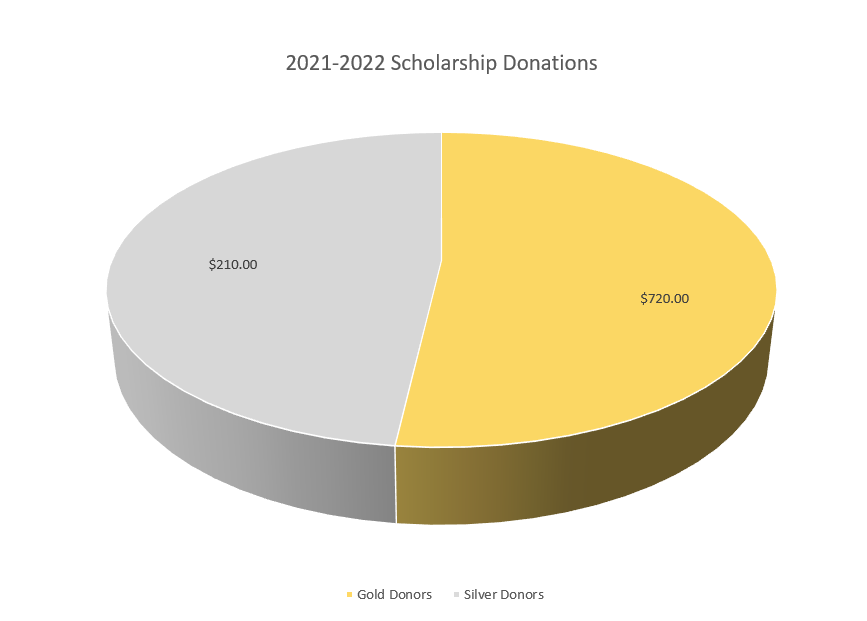 2021-2022 Scholarship Donations
$210.00
$720.00
Gold Donors
Silver Donors